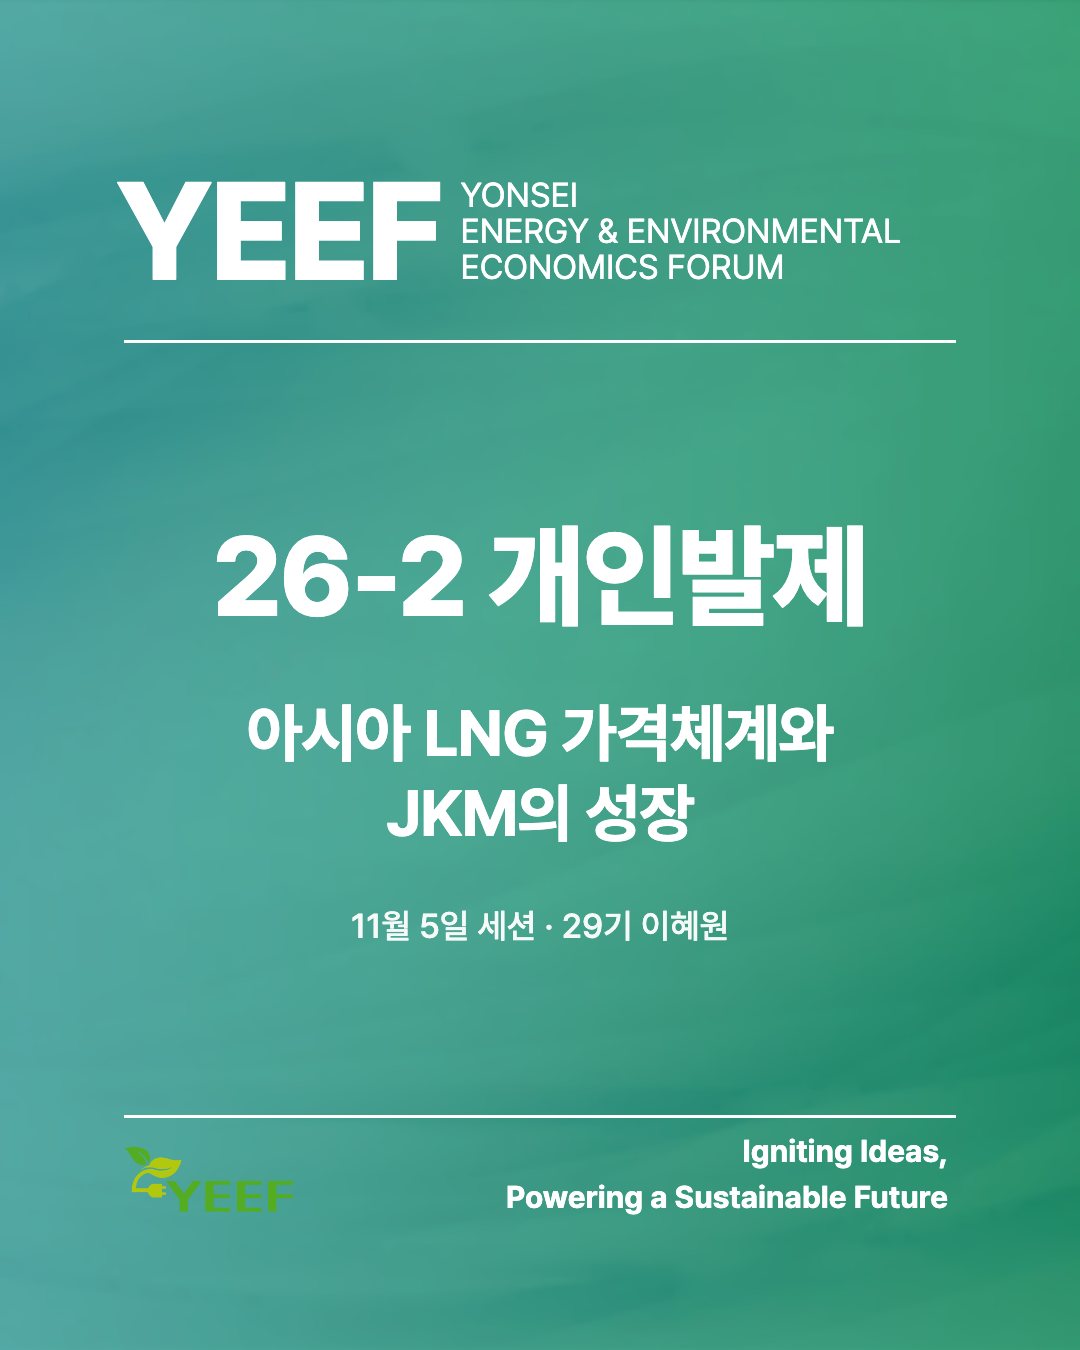 YEEF
YONSEI
ENERGY & ENVIRONMENTAL
ECONOMICS FORUM
26-2 개인발제
아시아 LNG 가격체계와
JKM의 성장
11월 5일 세션 · 29기 이혜원
YEEF
Igniting Ideas,
Powering a Sustainable Future